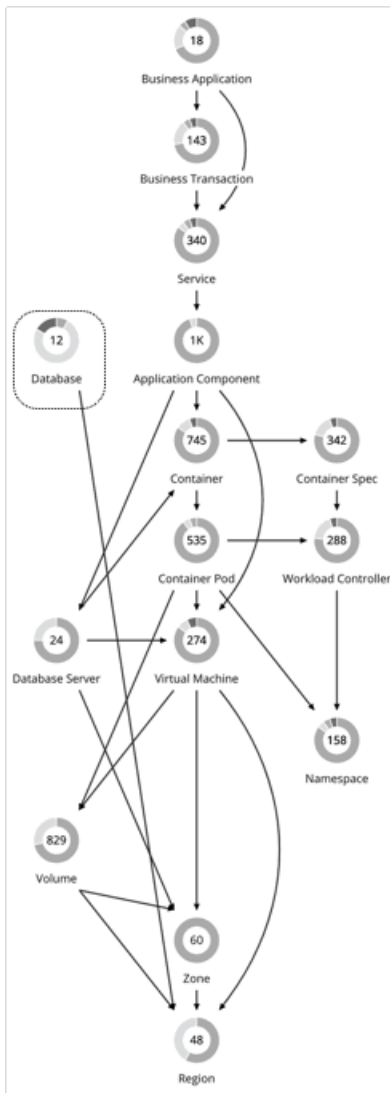 18
Business Application
143
Business Transaction
340
Service
12
Database
1K
Application Component
745
Container
342
Container Spec
535
Container Pod
288
Workload Controller
24
Database Server
274
Virtual Machine
158
Namespace
829
Volume
60
Zone
48
Region